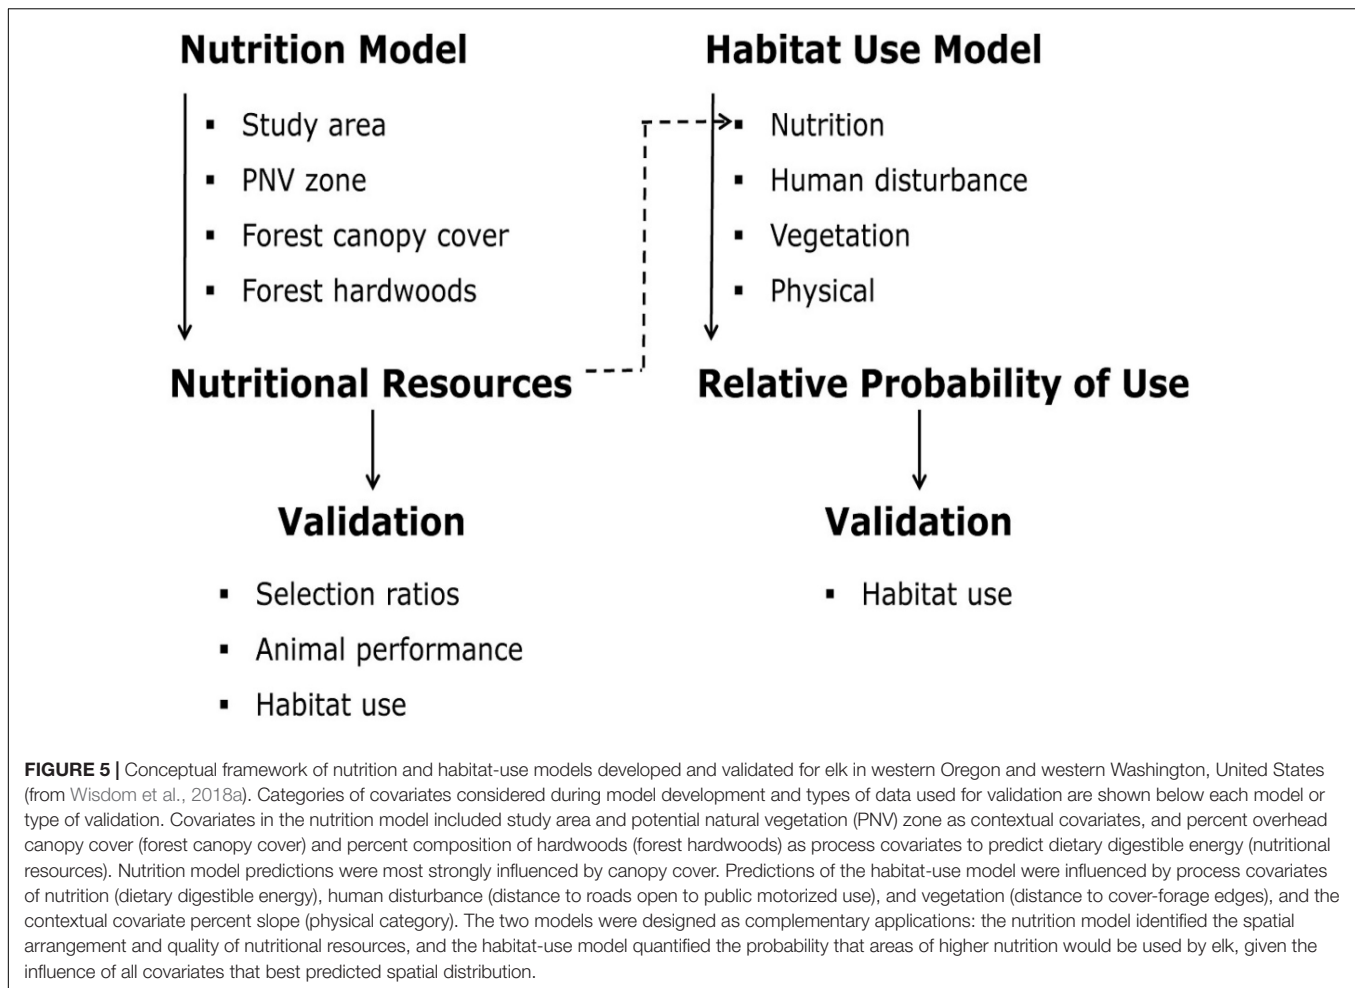 Nutrition Model
▪ Study area
▪ PNV zone
▪ Forest canopy cover
▪ Forest hardwoods
Nutritional Resources
Validation
▪ Selection ratios
▪ Animal performance
▪ Habitat use
Habitat Use Model
▪ Nutrition
▪ Human disturbance
▪ Vegetation
▪ Physical
Relative Probability of Use
Validation
▪ Habitat use
FIGURE 5 | Conceptual framework of nutrition and habitat-use models developed and validated for elk in western Oregon and western Washington, United States
(from Wisdom et al., 2018a). Categories of covariates considered during model development and types of data used for validation are shown below each model or
type of validation. Covariates in the nutrition model included study area and potential natural vegetation (PNV) zone as contextual covariates, and percent overhead
canopy cover (forest canopy cover) and percent composition of hardwoods (forest hardwoods) as process covariates to predict dietary digestible energy (nutritional
resources). Nutrition model predictions were most strongly influenced by canopy cover. Predictions of the habitat-use model were influenced by process covariates
of nutrition (dietary digestible energy), human disturbance (distance to roads open to public motorized use), and vegetation (distance to cover-forage edges), and the
contextual covariate percent slope (physical category). The two models were designed as complementary applications: the nutrition model identified the spatial
arrangement and quality of nutritional resources, and the habitat-use model quantified the probability that areas of higher nutrition would be used by elk, given the
influence of all covariates that best predicted spatial distribution.